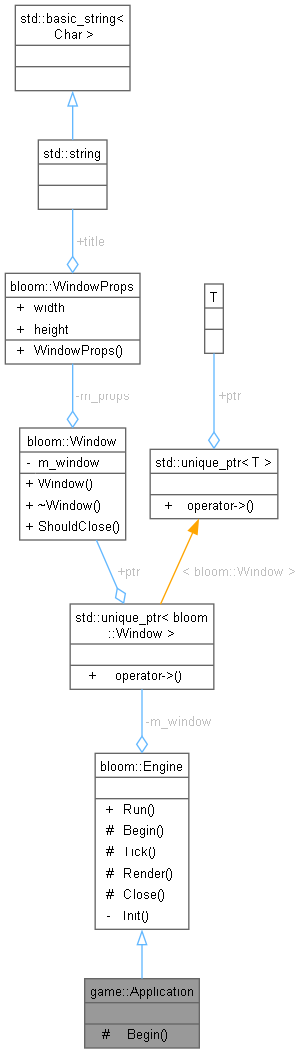 std::basic_string<
Char >
std::string
+title
bloom::WindowProps
+ width
+ height
+ WindowProps()
T
-m_props
+ptr
bloom::Window
- m_window
+ Window()
+ ~Window()
+ ShouldClose()
std::unique_ptr< T >
+ operator->()
+ptr
< bloom::Window >
std::unique_ptr< bloom
::Window >
+ operator->()
-m_window
bloom::Engine
+ Run()
# Begin()
# Tick()
# Render()
# Close()
- Init()
game::Application
# Begin()